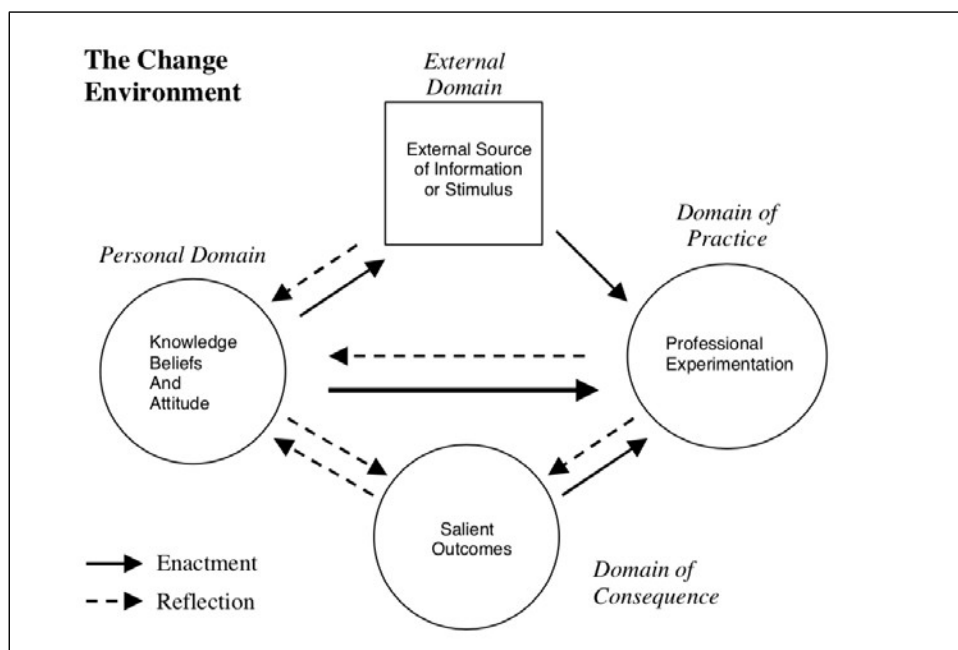 The Change
Environment
External
Domain
External Source
of Information
or Stimulus
Domain of
Practice
Personal Domain
Knowledge
Beliefs
And
Attitude
Professional
Experimentation
Salient
Outcomes
Enactment
Reflection
Domain of
Consequence